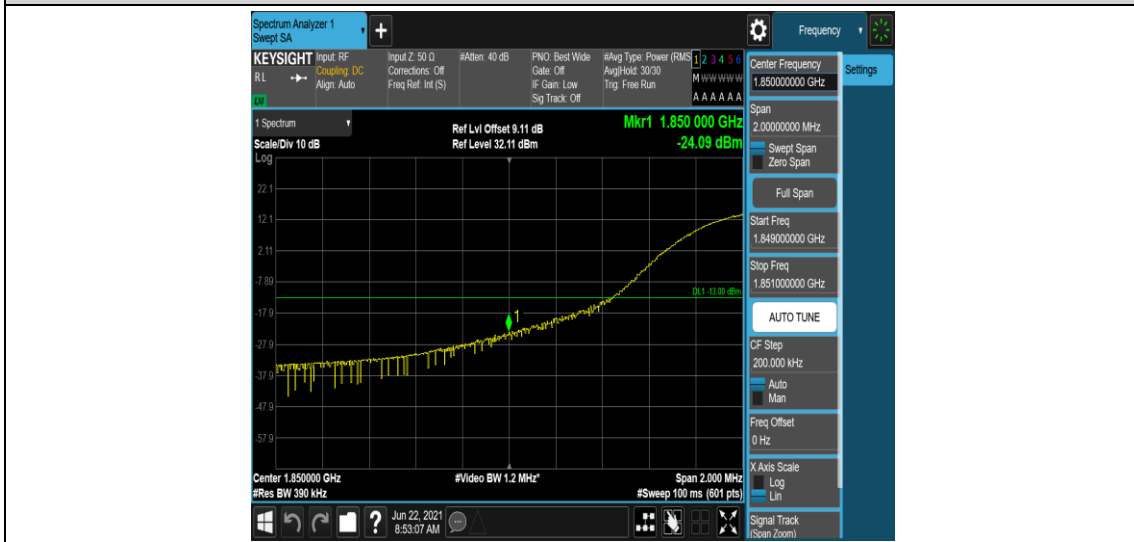 Spectrum Analyzer 1
Swept SA
+
Frequency
KEYSIGHT
RL
Input: RF
Coupling: DC
Align: Auto
Input Z: 50 Ω
Corrections: Off
Freq Ref: Int (S)
#Atten: 40 dB
PNO: Best Wide
Gate: Off
IF Gain: Low
Sig Track: Off
#Avg Type: Power (RMS
Avg|Hold: 30/30
Trig: Free Run
1 2 3 4 5 6
M W W W W W
A A A A A A
1 Spectrum
Scale/Div 10 dB
Log
Ref Lvl Offset 9.11 dB
Ref Level 32.11 dBm
Mkr1 1.850 000 GHz
-24.09 dBm
22.1
12.1
2.11
-7.89
-17.9
-27.9
-37.9
-47.9
-57.9
DL1 -13.00 dBm
1
Center 1.850000 GHz
#Res BW 390 kHz
#Video BW 1.2 MHz*
Span 2.000 MHz
#Sweep 100 ms (601 pts)
Jun 22, 2021
8:53:07 AM
?
Center Frequency
1.850000000 GHz
Settings
Span
2.00000000 MHz
Swept Span
Zero Span
Full Span
Start Freq
1.849000000 GHz
Stop Freq
1.851000000 GHz
AUTO TUNE
CF Step
200.000 kHz
Auto
Man
Freq Offset
0 Hz
X Axis Scale
Log
Lin
Signal Track
(Span Zoom)